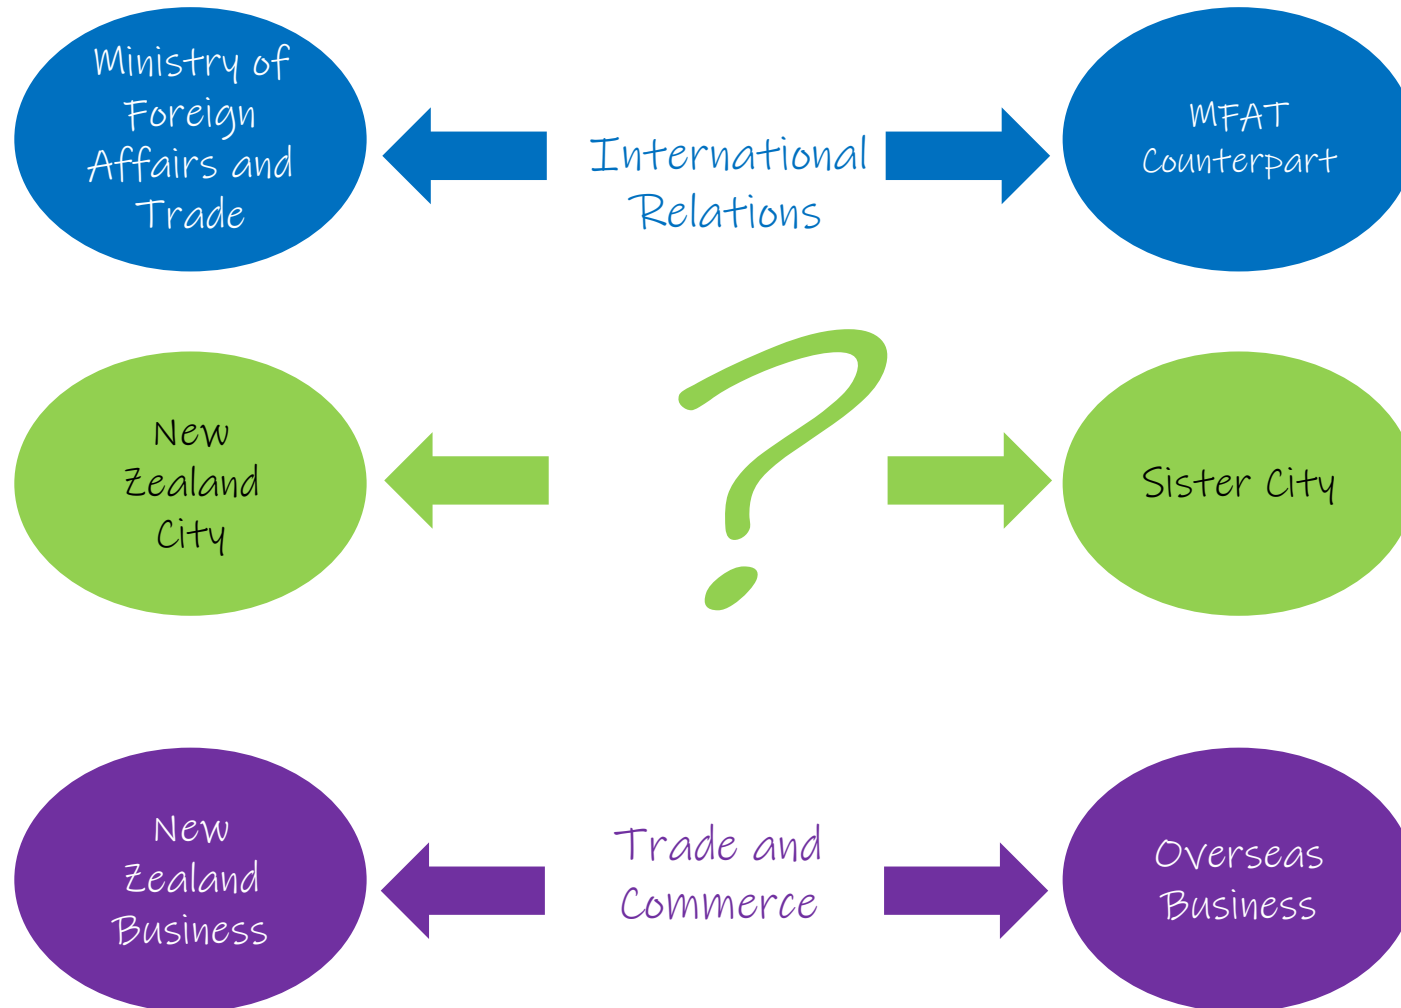 Ministry of
Foreign
Affairs and
Trade
International
Relations
MFAT
Counterpart
New
Zealand
City
?
Sister City
New
Zealand
Business
Trade and
Commerce
Overseas
Business